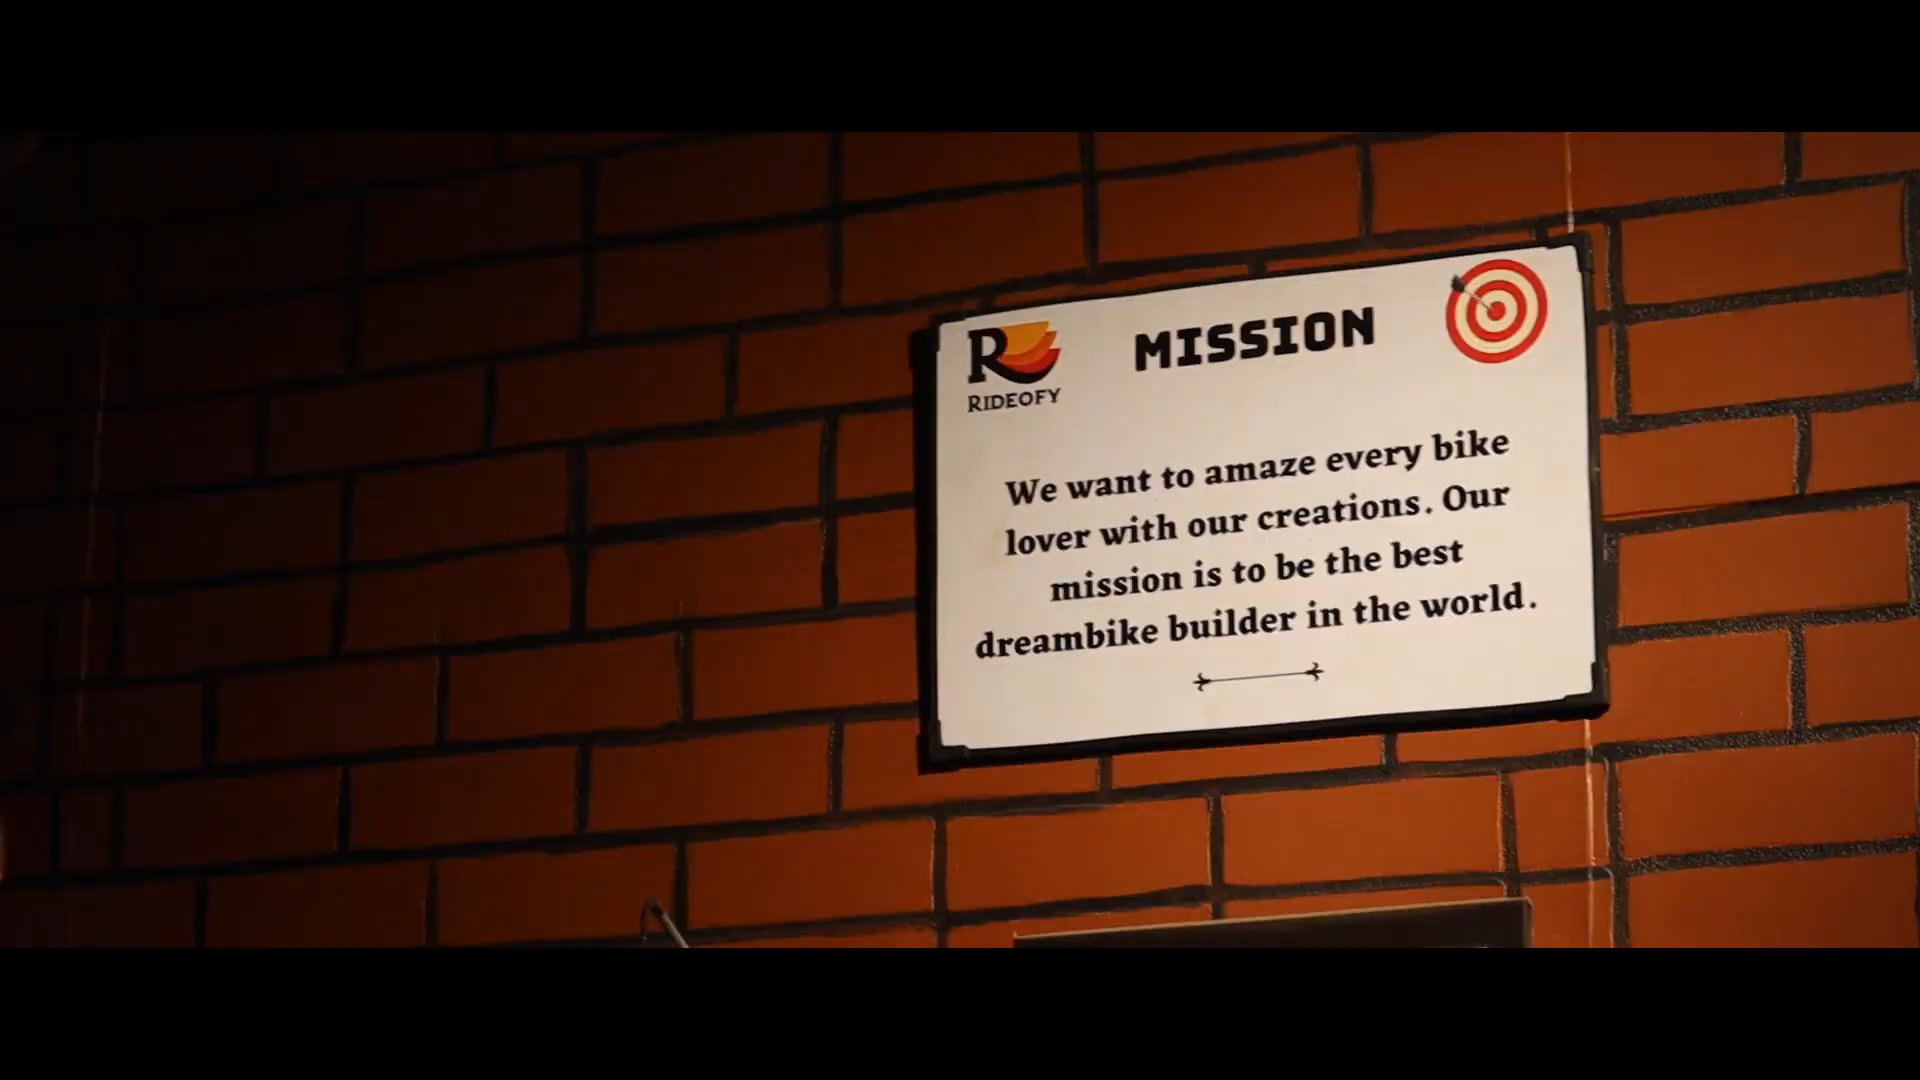 R
RIDEOFY
MISSION
We want to amaze every bike
lover with our creations. Our
mission is to be the best
dreambike builder in the world.